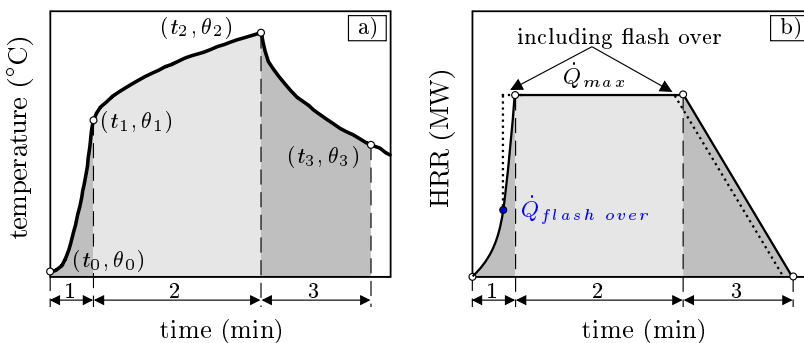 a)
temperature (°C)
(t₂, θ₂)
(t₁, θ₁)
(t₃, θ₃)
(t₀, θ₀)
1 2 3
time (min)
b)
including flash over
Q̇max
HRR (MW)
Q̇flash over
1 2 3
time (min)